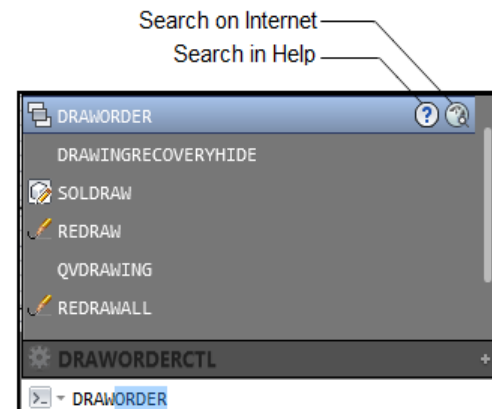 Search on Internet
Search in Help
DRAWORDER
DRAWINGRECOVERYHIDE
SOLDRAW
REDRAW
QVDRAWING
REDRAWALL
DRAWORDERCTL +
DRAWORDER